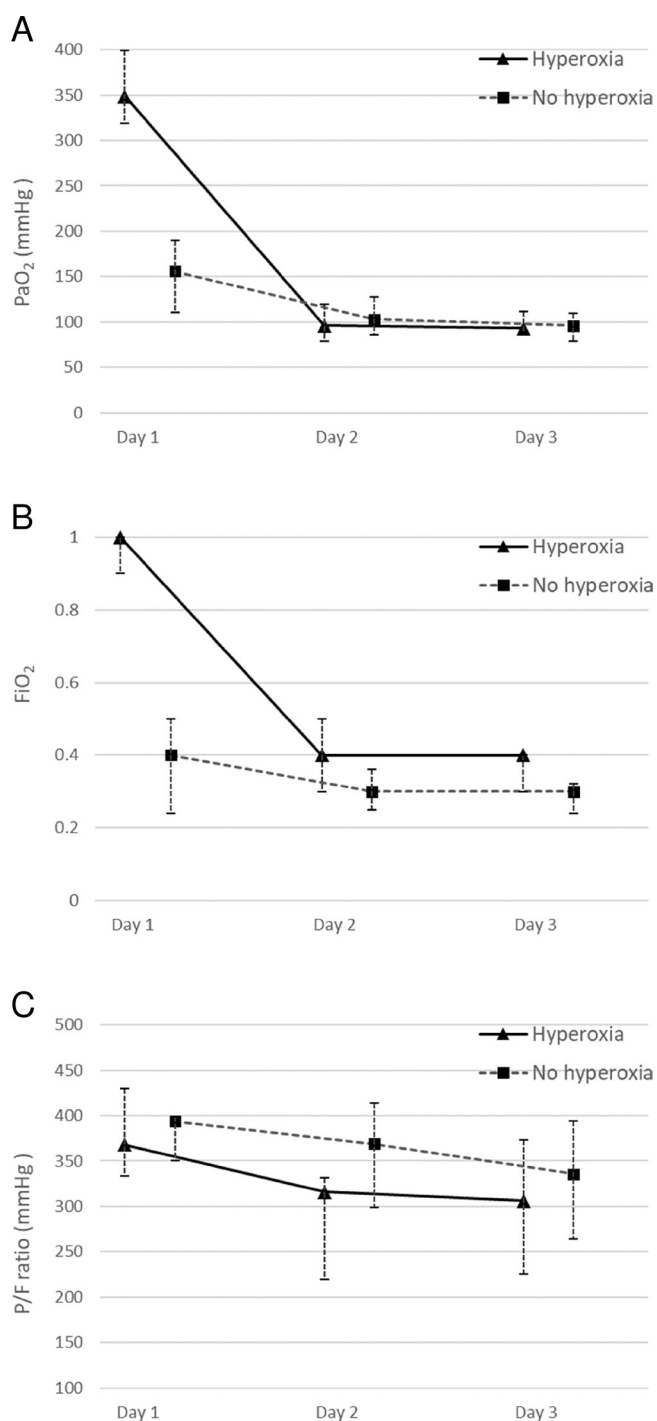 A
400
350
300
250
200
150
100
50
0
PaO₂ (mmHg)
Hyperoxia
No hyperoxia
Day 1
Day 2
Day 3
B
1
0.8
0.6
0.4
0.2
0
FiO₂
Hyperoxia
No hyperoxia
Day 1
Day 2
Day 3
C
500
450
400
350
300
250
200
150
100
P/F ratio (mmHg)
Hyperoxia
No hyperoxia
Day 1
Day 2
Day 3